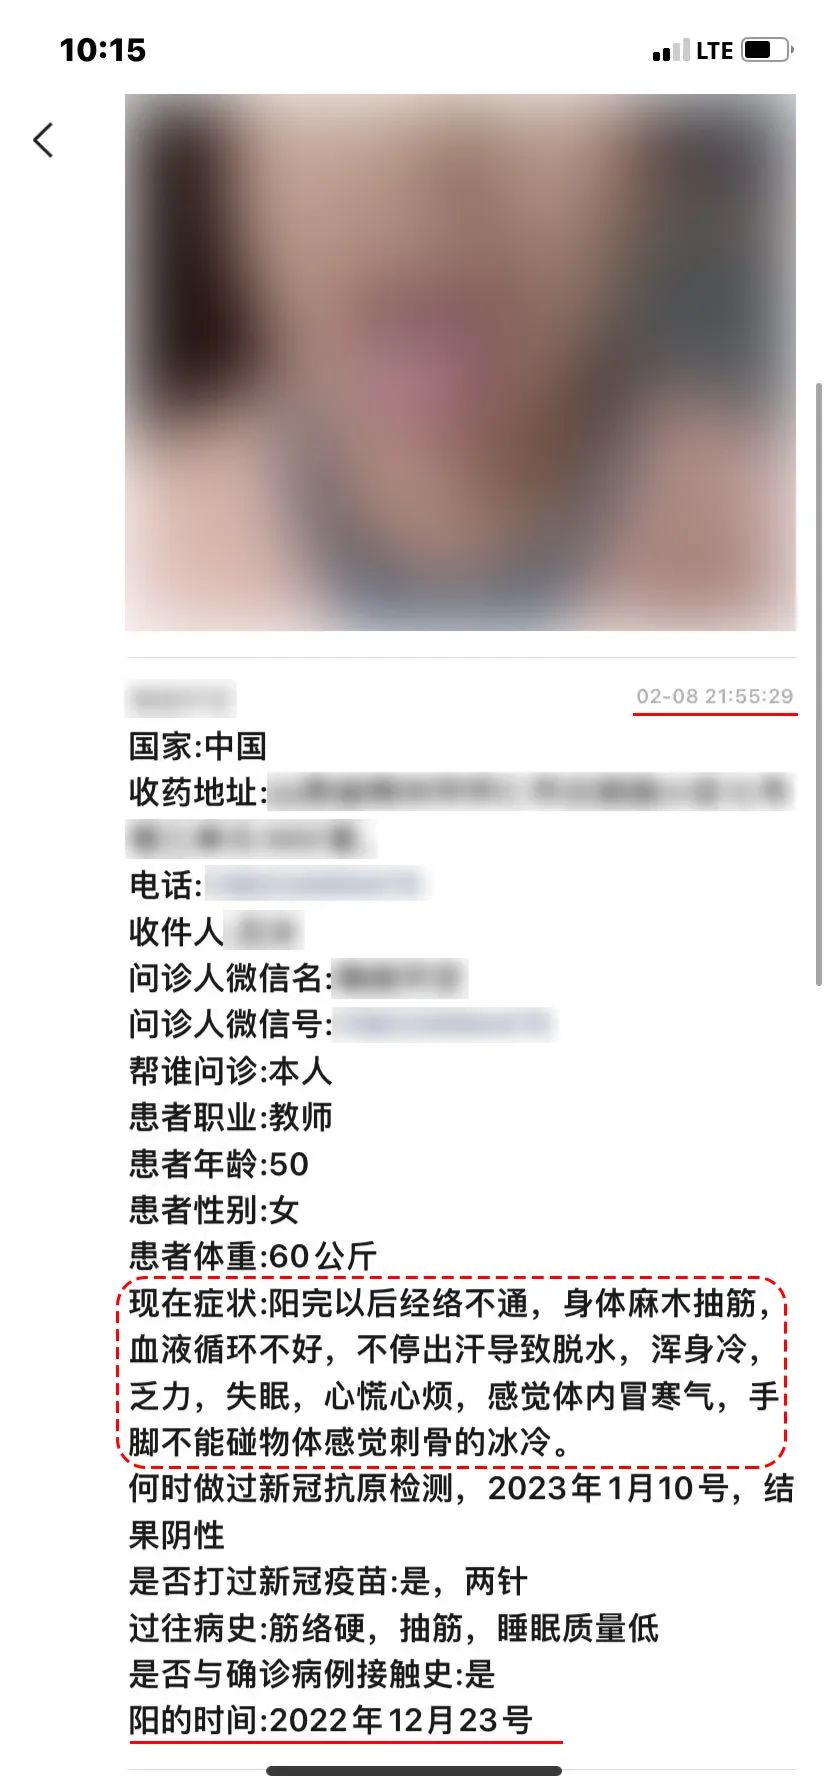 10:15
LTE
02-08 21:55:29
国家:中国
收药地址:
电话:
收件人
问诊人微信名:
问诊人微信号:
帮谁问诊:本人
患者职业:教师
患者年龄:50
患者性别:女
患者体重:60公斤
现在症状:阳完以后经络不通，身体麻木抽筋，
血液循环不好，不停出汗导致脱水，浑身冷，
乏力，失眠，心慌心烦，感觉体内冒寒气，手
脚不能碰物体感觉刺骨的冰冷。
何时做过新冠抗原检测，2023年1月10号，结
果阴性
是否打过新冠疫苗:是，两针
过往病史:筋络硬，抽筋，睡眠质量低
是否与确诊病例接触史:是
阳的时间:2022年12月23号